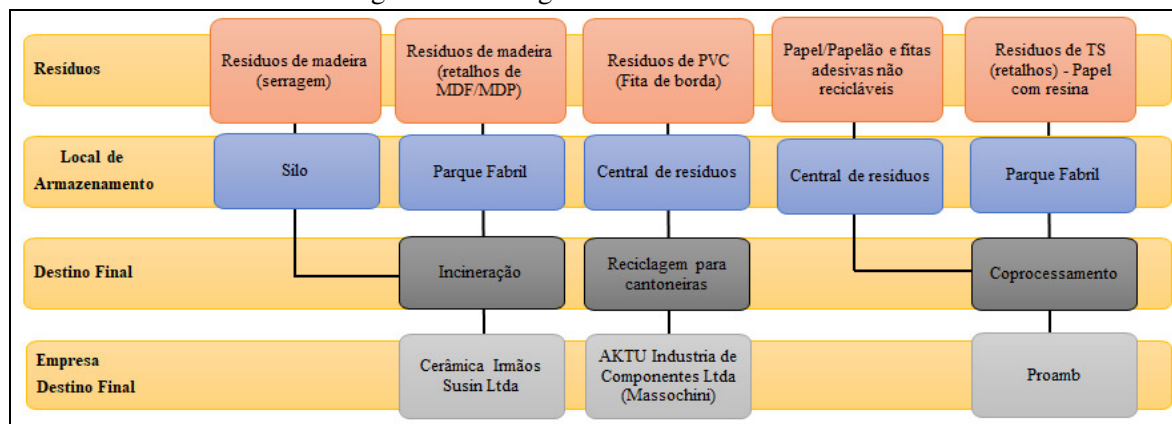 Resíduos
Resíduos de madeira
(serragem)
Resíduos de madeira
(retalhos de
MDF/MDP)
Resíduos de PVC
(Fita de borda)
Papel/Papelão e fitas
adesivas não
recicláveis
Resíduos de TS
(retalhos) - Papel
com resina
Local de
Armazenamento
Silo
Parque Fabril
Central de resíduos
Central de resíduos
Parque Fabril
Destino Final
Incineração
Reciclagem para
cantoneiras
Coprocessamento
Empresa
Destino Final
Cerâmica Irmãos
Susin Ltda
AKTU Industria de
Componentes Ltda
(Massochini)
Proamb